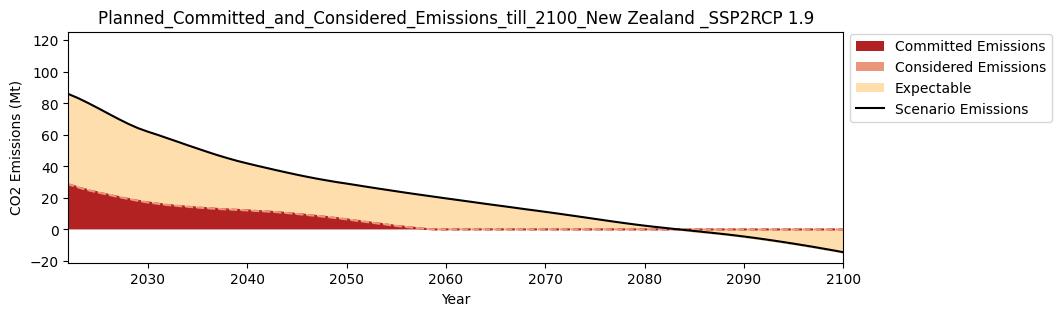 Planned_Committed_and_Considered_Emissions_till_2100_New Zealand _SSP2RCP 1.9
CO2 Emissions (Mt)
120
100
80
60
40
20
0
−20
2030 2040 2050 2060 2070 2080 2090 2100
Year
Committed Emissions
Considered Emissions
Expectable
Scenario Emissions